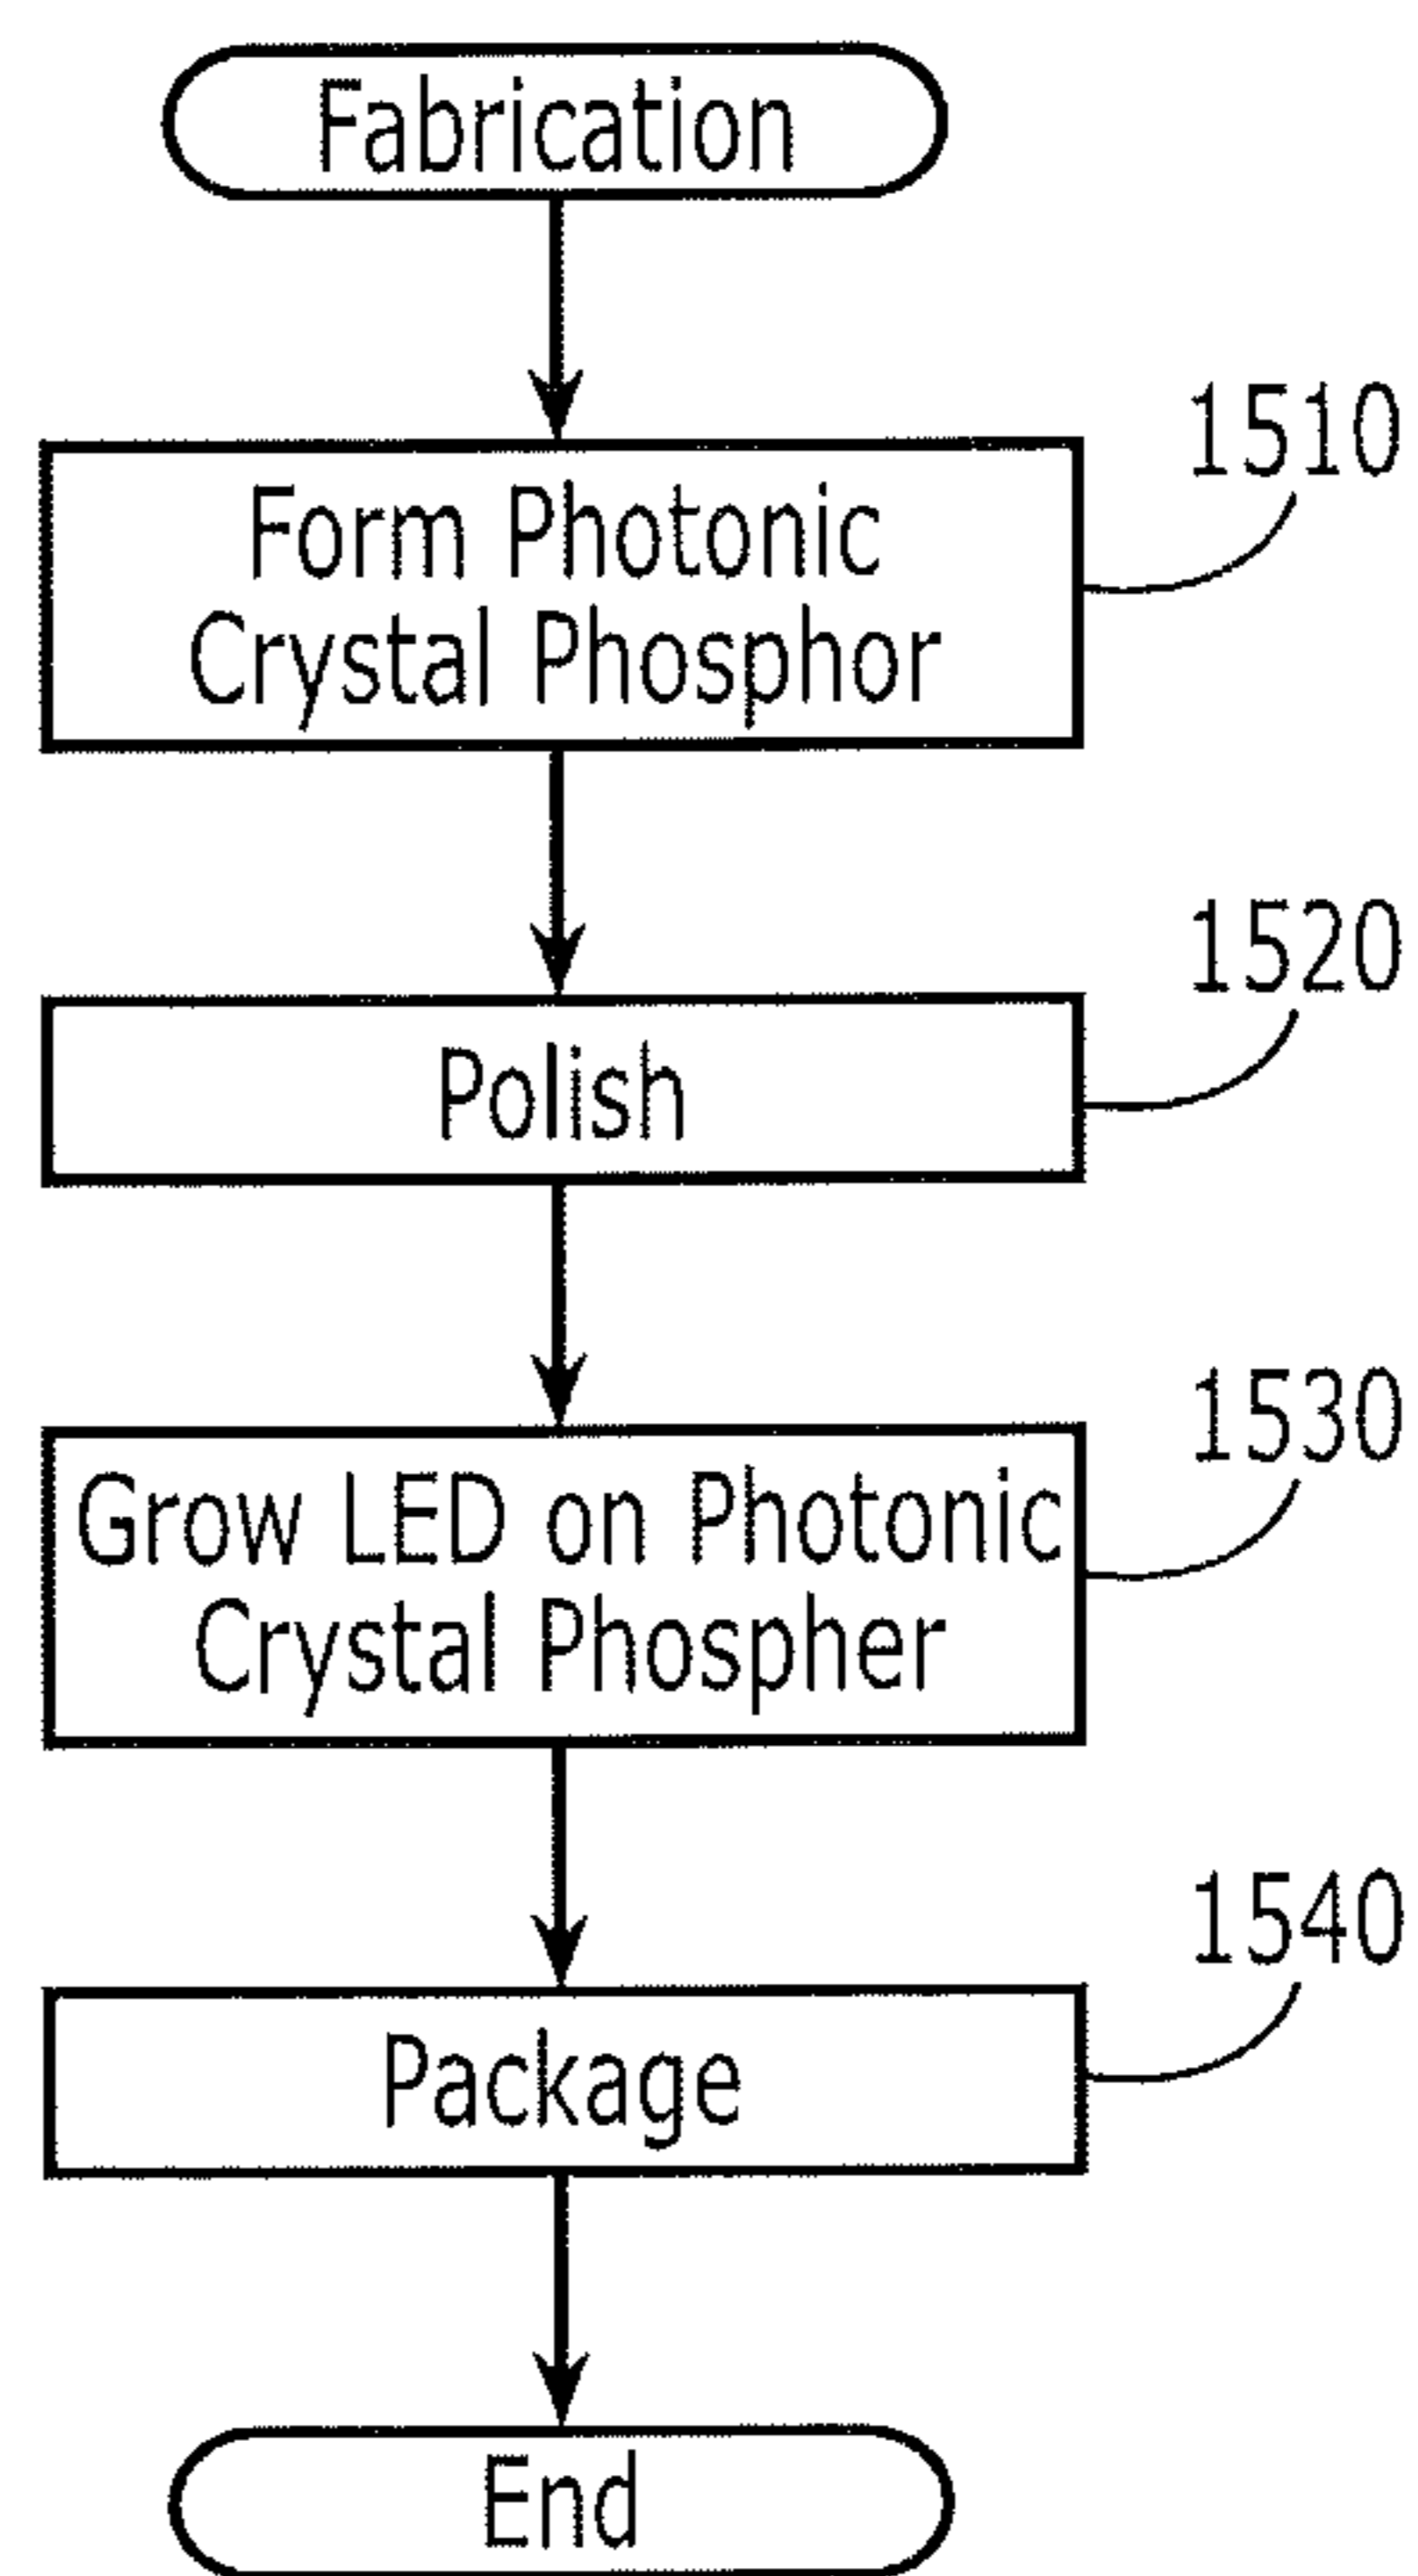 Fabrication
1510
Form Photonic
Crystal Phosphor
1520
Polish
1530
Grow LED on Photonic
Crystal Phospher
1540
Package
End